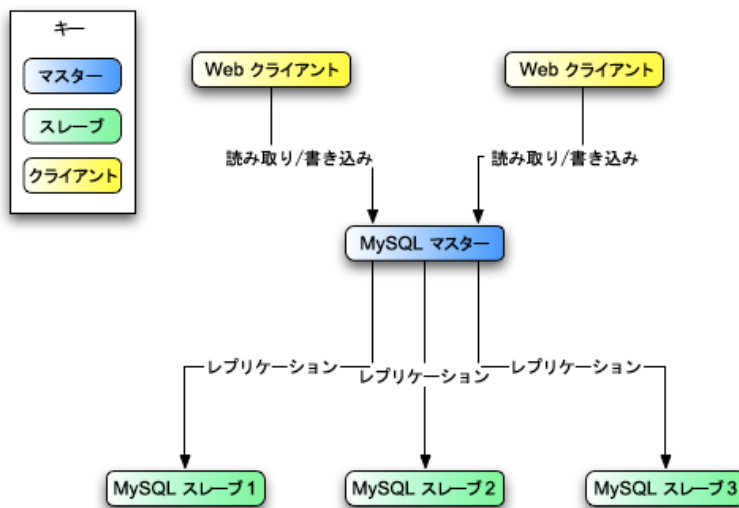 キー
マスター
スレーブ
クライアント
Web クライアント
Web クライアント
読み取り/書き込み
読み取り/書き込み
MySQL マスター
レプリケーション
レプリケーション
レプリケーション
MySQL スレーブ 1
MySQL スレーブ 2
MySQL スレーブ 3